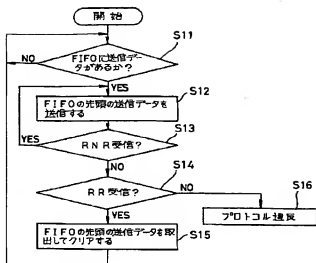 開始
S11
FIFOに送信デー
タがあるか?
NO
YES
S12
FIFOの先頭の送信データを
送信する
S13
YES
RNR受信?
NO
S14
RR受信?
NO
S16
プロトコル違反
YES
S15
FIFOの先頭の送信データを取
出してクリアする